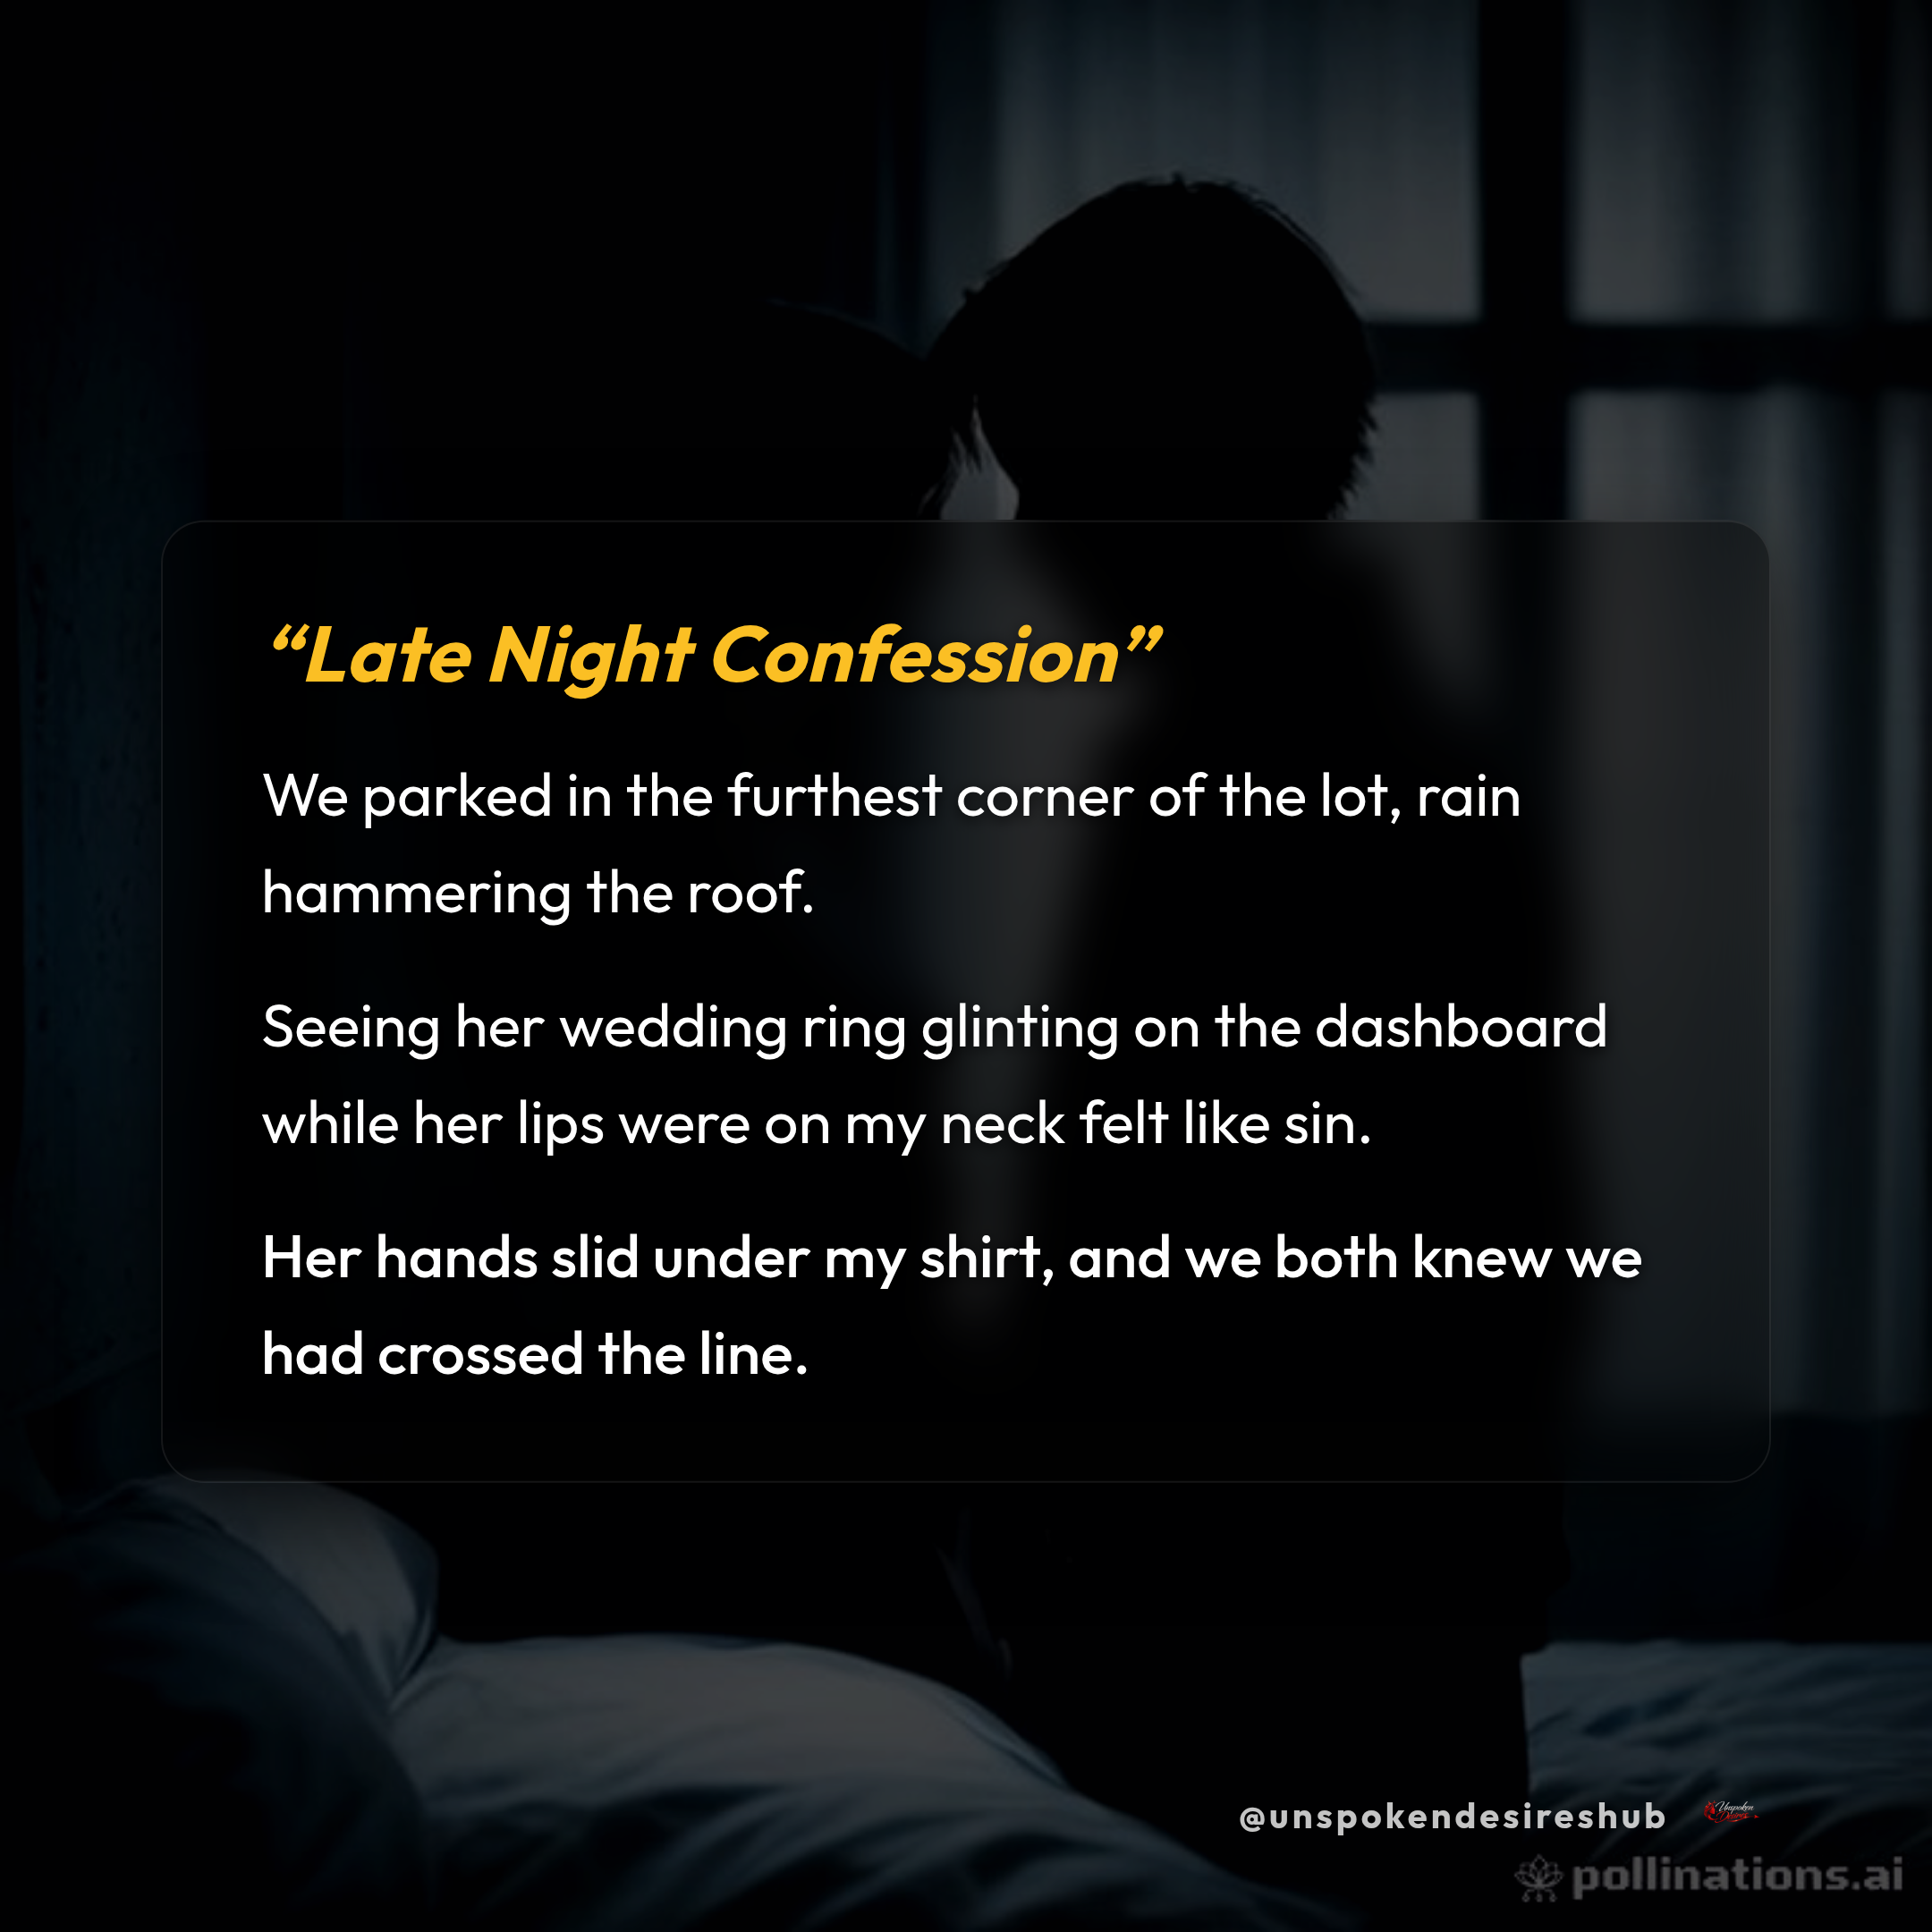 “Late Night Confession”
We parked in the furthest corner of the lot, rain
hammering the roof.
Seeing her wedding ring glinting on the dashboard
while her lips were on my neck felt like sin.
Her hands slid under my shirt, and we both knew we
had crossed the line.
@unspokendesireshub
Unspoken
pollinations.ai